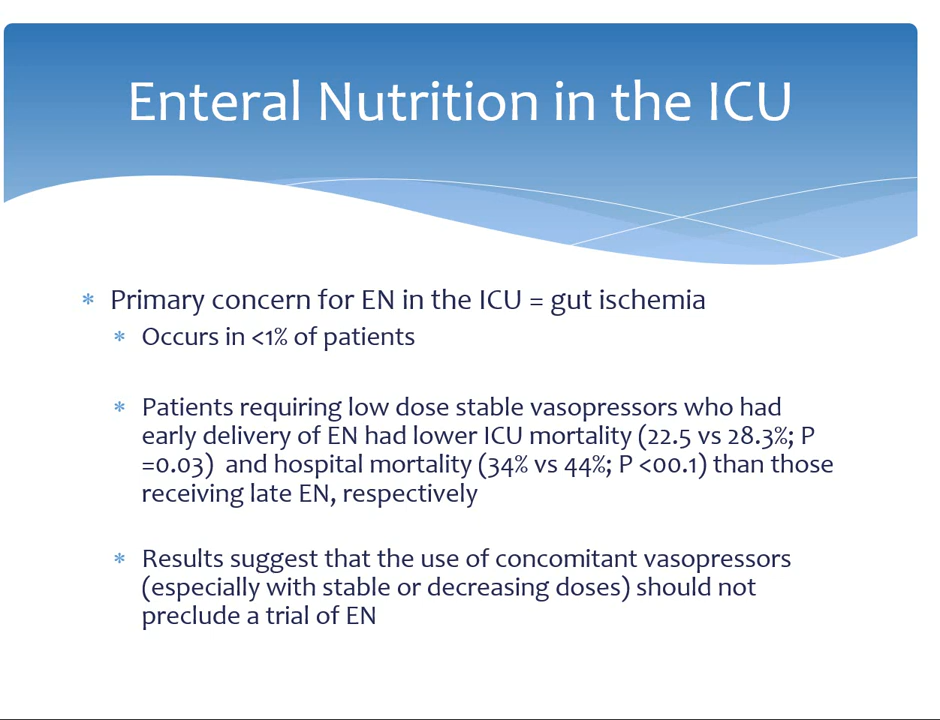 Enteral Nutrition in the ICU
* Primary concern for EN in the ICU = gut ischemia
* Occurs in <1% of patients
* Patients requiring low dose stable vasopressors who had
early delivery of EN had lower ICU mortality (22.5 vs 28.3%; P
=0.03) and hospital mortality (34% vs 44%; P <00.1) than those
receiving late EN, respectively
* Results suggest that the use of concomitant vasopressors
(especially with stable or decreasing doses) should not
preclude a trial of EN